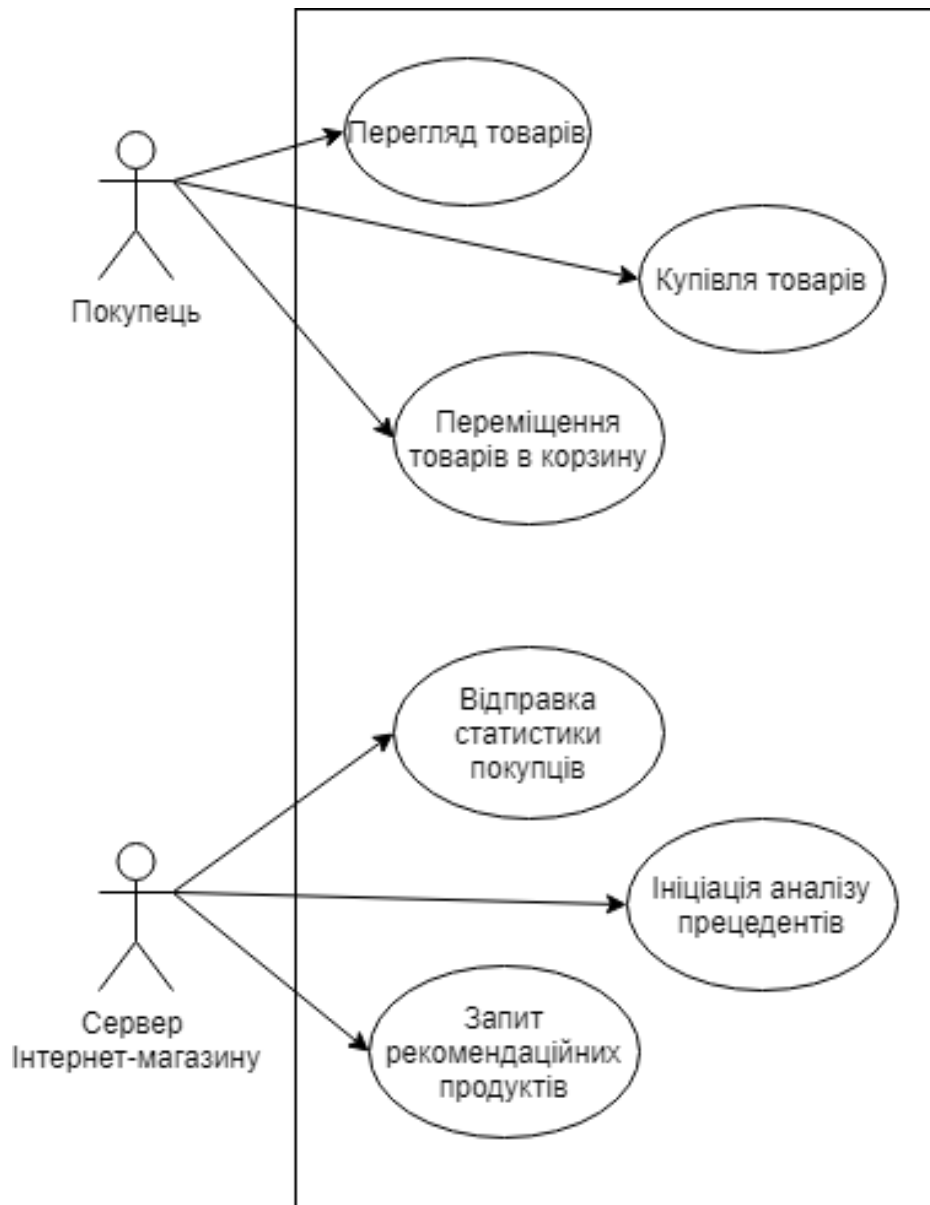 Перегляд товарів
Купівля товарів
Покупець
Переміщення
товарів в корзину
Відправка
статистики
покупців
Ініціація аналізу
прецедентів
Сервер
Інтернет-магазину
Запит
рекомендаційних
продуктів